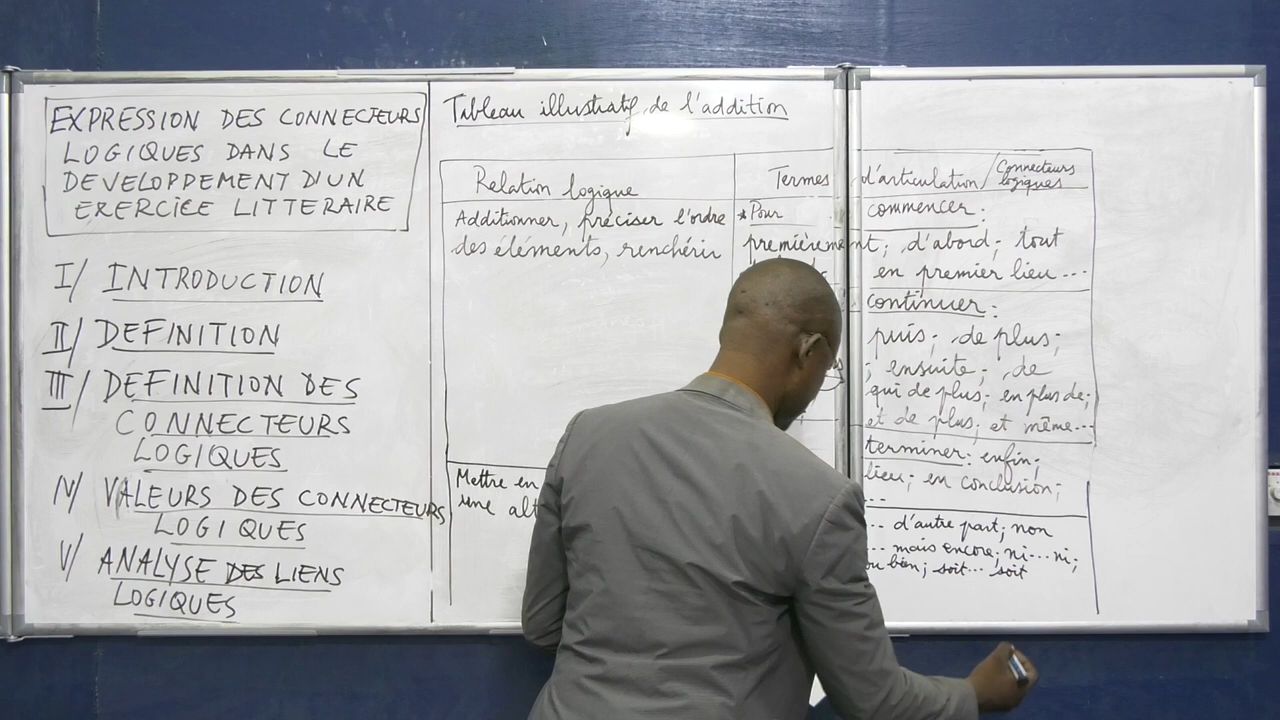 EXPRESSION DES CONNECTEURS
LOGIQUES DANS LE
DEVELOPPEMENT D'UN
EXERCICE LITTERAIRE
I/ INTRODUCTION
II/ DEFINITION
III/ DEFINITION DES
CONNECTEURS
LOGIQUES
IV/ VALEURS DES CONNECTEURS
LOGIQUES
V/ ANALYSE DES LIENS
LOGIQUES
Tableau illustratif de l'addition
Relation logique
Additionner, préciser l'ordre
des éléments, renchérir
Mettre en
une alt
Termes d'articulation / Connecteurs
logiques
* Pour commencer:
premièrement; d'abord; tout
en premier lieu...
continuer:
puis; de plus;
; ensuite; de
qui de plus; en plus de;
et de plus; et même...
terminer: enfin;
lieu; en conclusion;
...
... d'autre part; non
... mais encore; ni...ni;
ou bien; soit... soit